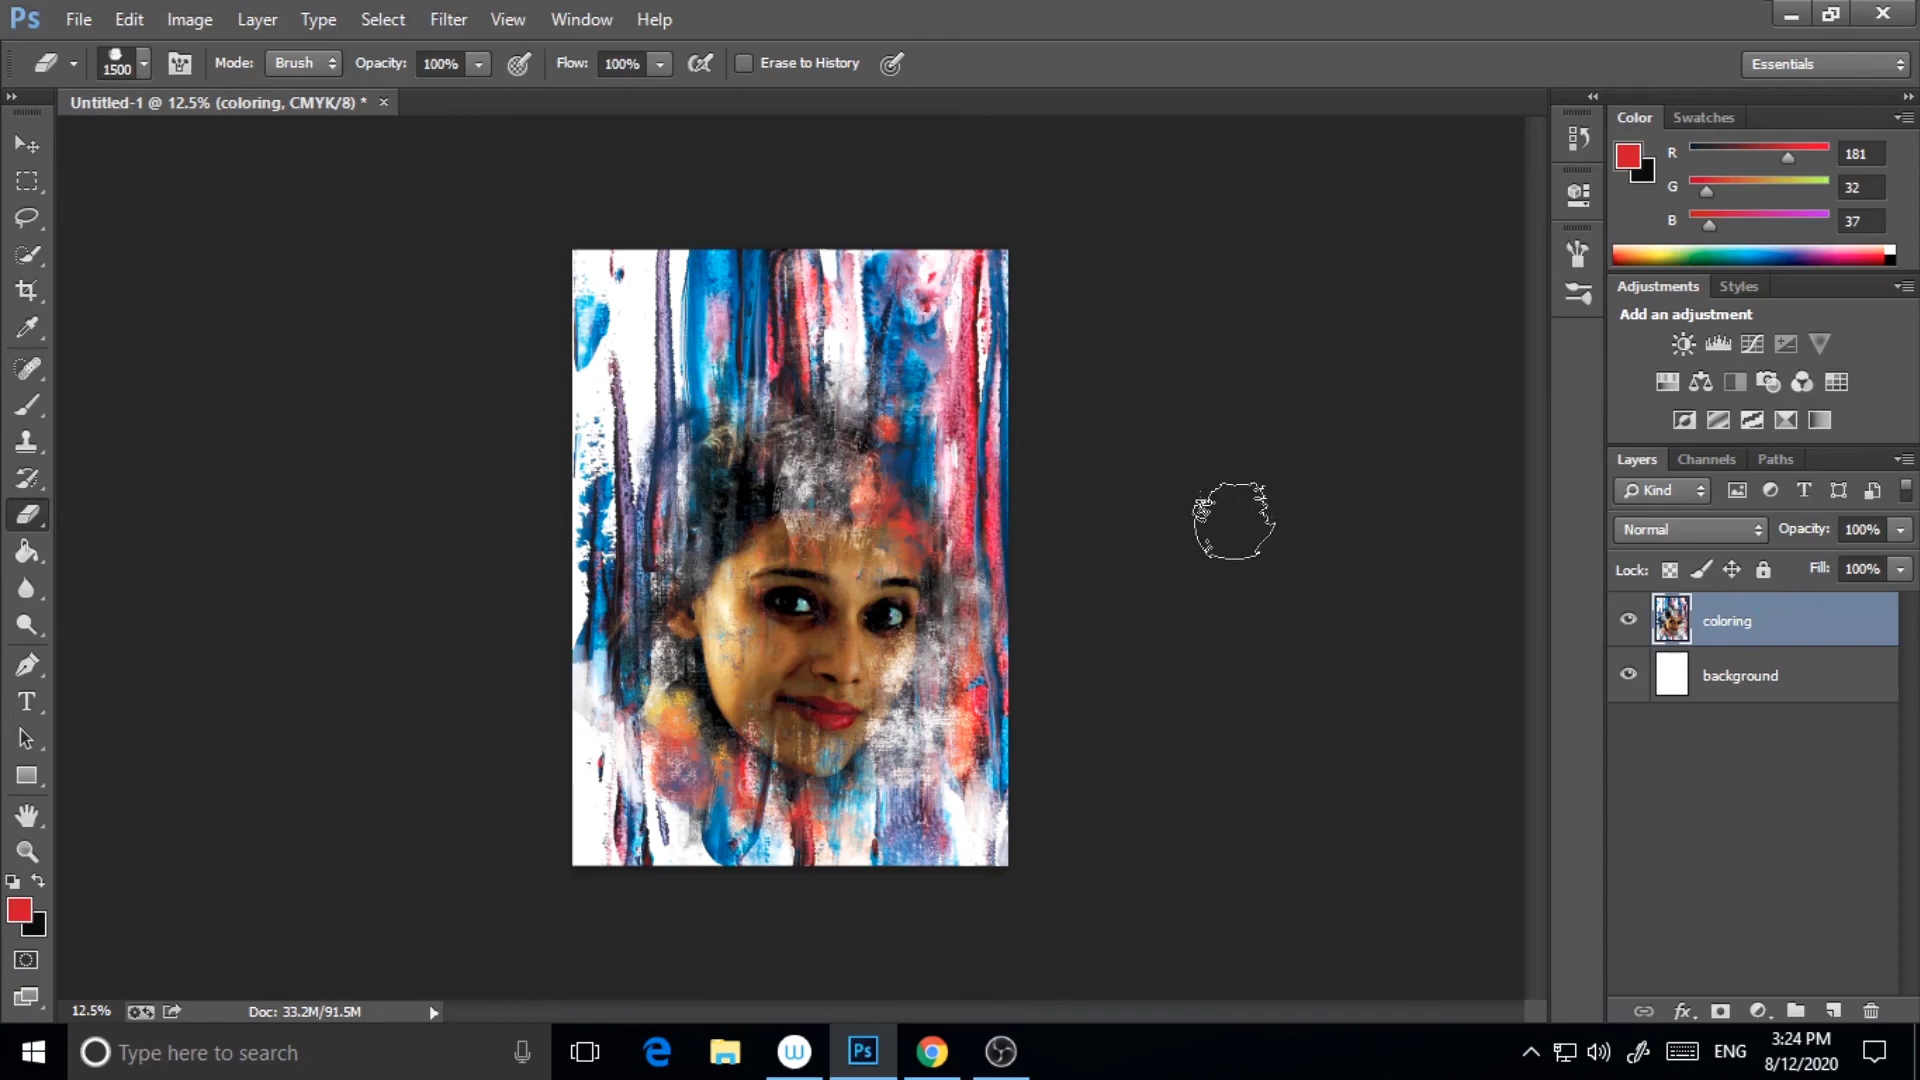 Ps File Edit Image Layer Type Select Filter View Window Help
1500 Mode: Brush Opacity: 100% Flow: 100% Erase to History Essentials
Untitled-1 @ 12.5% (coloring, CMYK/8) * ×
Color Swatches
R 181
G 32
B 37
Adjustments Styles
Add an adjustment
Layers Channels Paths
Kind
Normal Opacity: 100%
Lock: Fill: 100%
coloring
background
12.5% Doc: 33.2M/91.5M
Type here to search
Ps
ENG
3:24 PM
8/12/2020